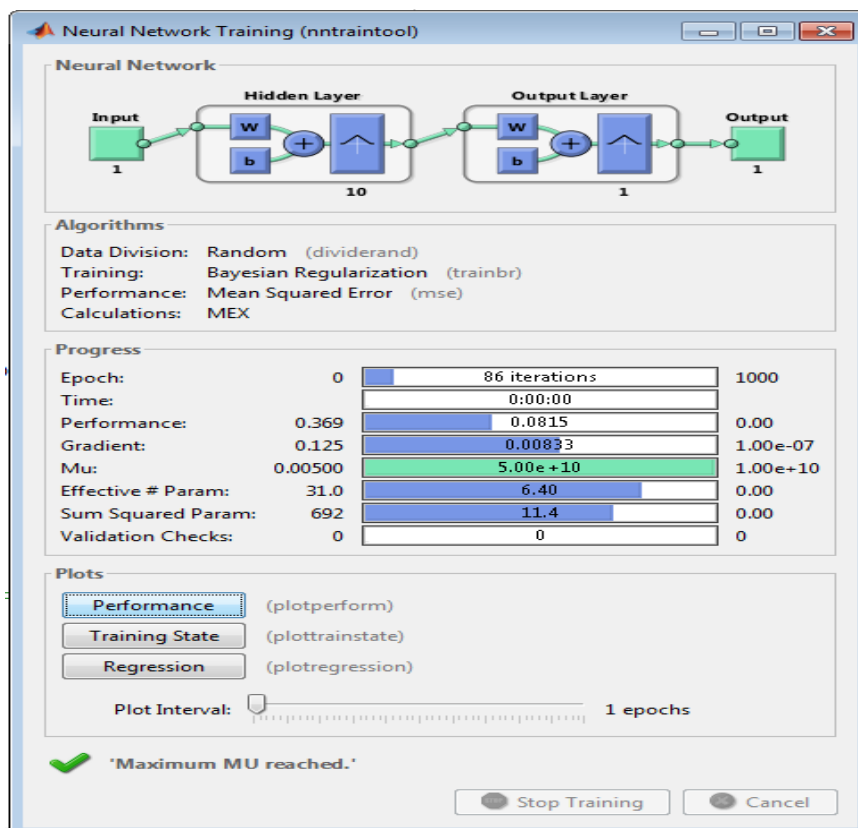 Neural Network Training (nntraintool)
Neural Network
Hidden Layer Output Layer
Input Output
W W
b b
+ +
1 10 1 1
Algorithms
Data Division: Random (dividerand)
Training: Bayesian Regularization (trainbr)
Performance: Mean Squared Error (mse)
Calculations: MEX
Progress
Epoch: 0 86 iterations 1000
Time: 0:00:00
Performance: 0.369 0.0815 0.00
Gradient: 0.125 0.00833 1.00e-07
Mu: 0.00500 5.00e+10 1.00e+10
Effective # Param: 31.0 6.40 0.00
Sum Squared Param: 692 11.4 0.00
Validation Checks: 0 0 0
Plots
Performance (plotperform)
Training State (plottrainstate)
Regression (plotregression)
Plot Interval: 1 epochs
'Maximum MU reached.'
Stop Training Cancel